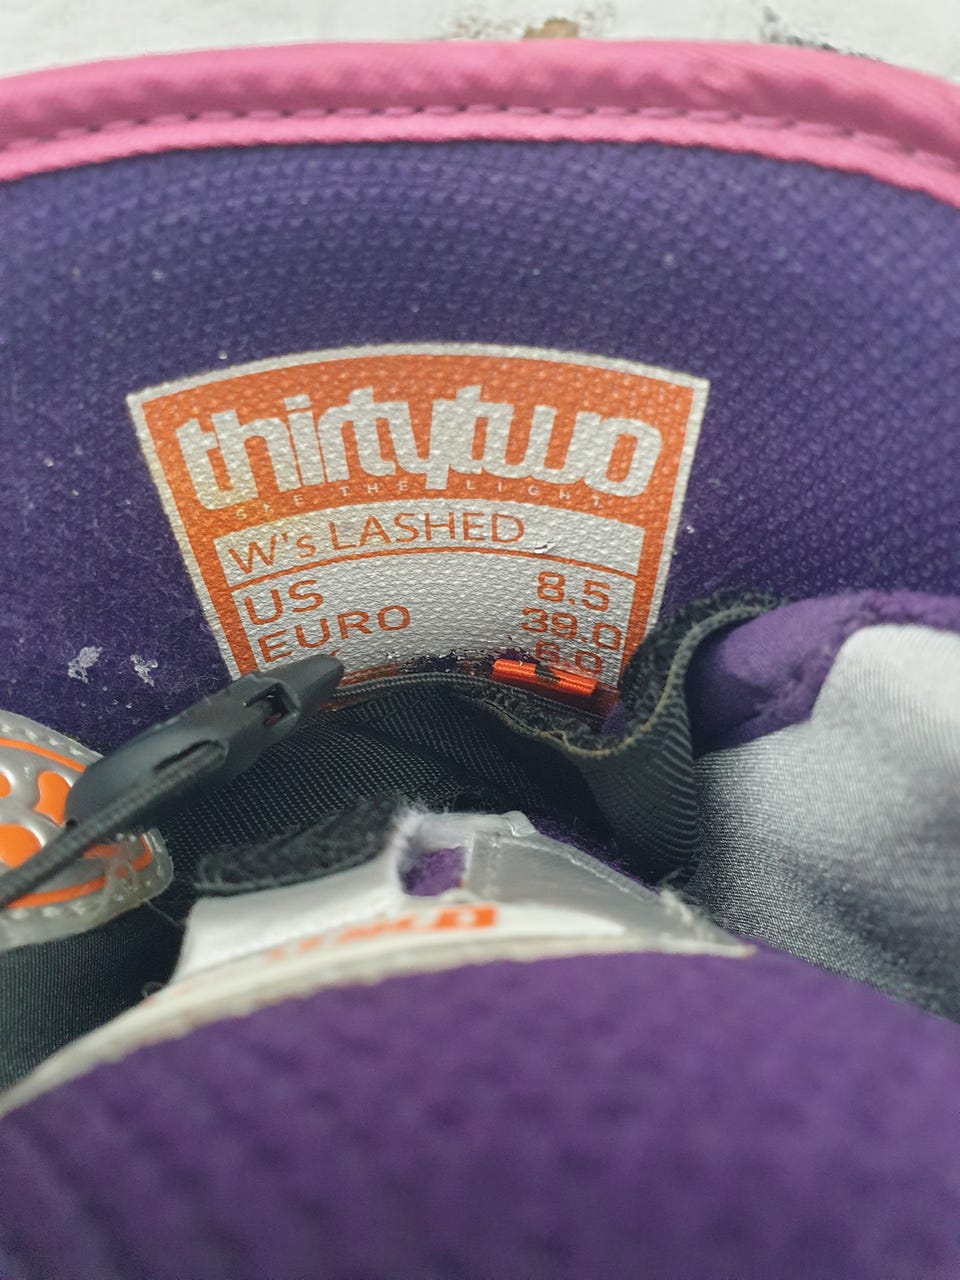 thirtytwo
SEE THE LIGHT
W's LASHED
US 8.5
EURO 39.0
6.0